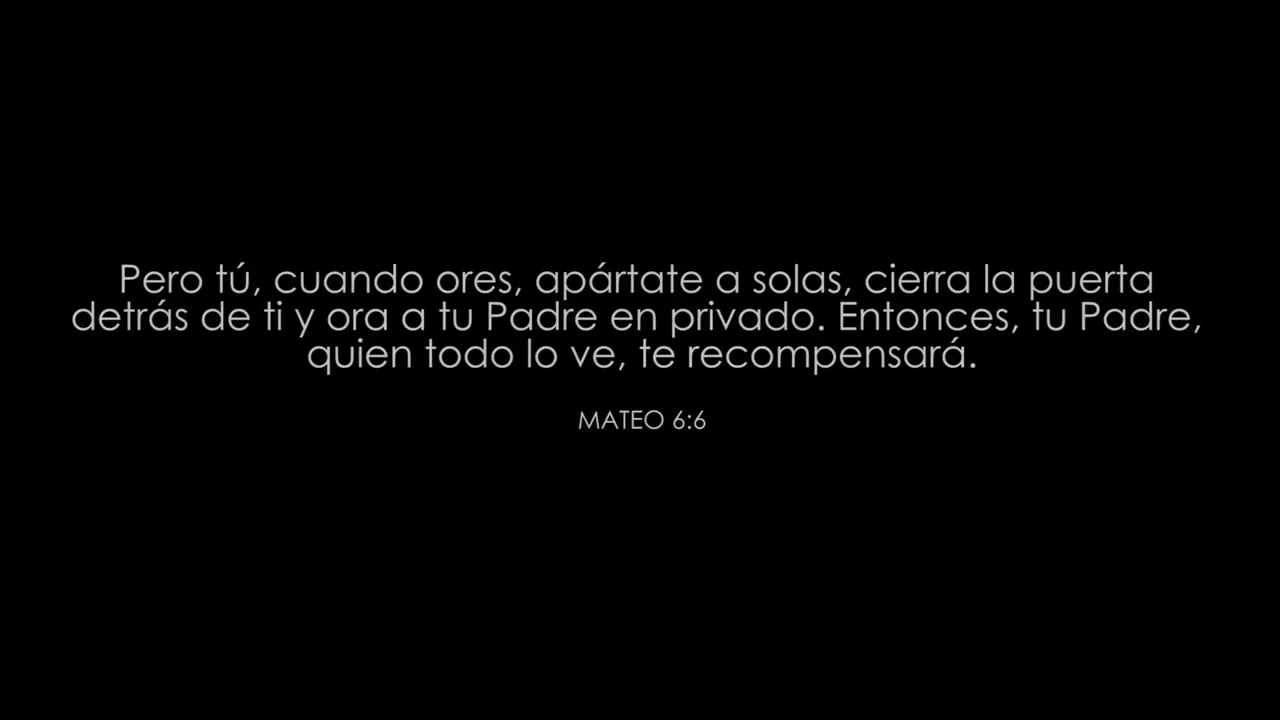 Pero tú, cuando ores, apártate a solas, cierra la puerta
detrás de ti y ora a tu Padre en privado. Entonces, tu Padre,
quien todo lo ve, te recompensará.
MATEO 6:6